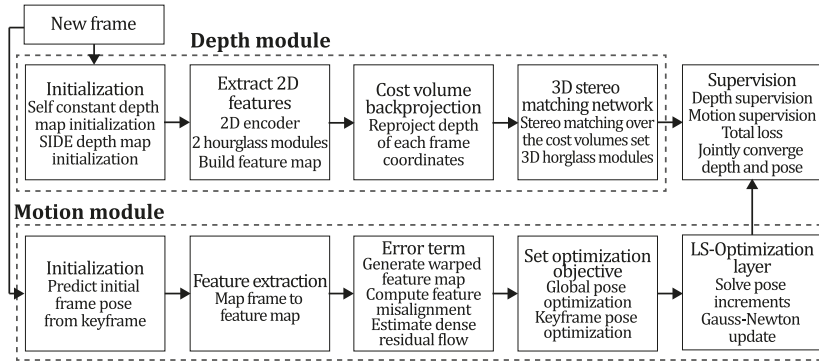 New frame
Depth module
Initialization
Self constant depth
map initialization
SIDE depth map
initialization
Extract 2D
features
2D encoder
2 hourglass modules
Build feature map
Cost volume
backprojection
Reproject depth
of each frame
coordinates
3D stereo
matching network
Stereo matching over
the cost volumes set
3D horglass modules
Supervision
Depth supervision
Motion supervision
Total loss
Jointly converge
depth and pose
Motion module
Initialization
Predict initial
frame pose
from keyframe
Feature extraction
Map frame to
feature map
Error term
Generate warped
feature map
Compute feature
misalignment
Estimate dense
residual flow
Set optimization
objective
Global pose
optimization
Keyframe pose
optimization
LS-Optimization
layer
Solve pose
increments
Gauss-Newton
update